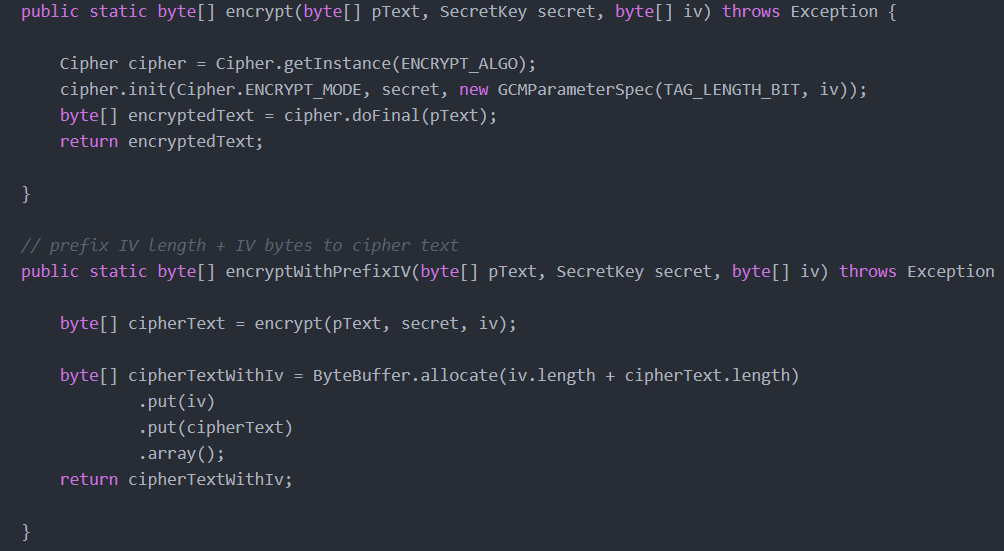 public static byte[] encrypt(byte[] pText, SecretKey secret, byte[] iv) throws Exception {
Cipher cipher = Cipher.getInstance(ENCRYPT_ALGO);
cipher.init(Cipher.ENCRYPT_MODE, secret, new GCMParameterSpec(TAG_LENGTH_BIT, iv));
byte[] encryptedText = cipher.doFinal(pText);
return encryptedText;
}
// prefix IV length + IV bytes to cipher text
public static byte[] encryptWithPrefixIV(byte[] pText, SecretKey secret, byte[] iv) throws Exception
byte[] cipherText = encrypt(pText, secret, iv);
byte[] cipherTextWithIv = ByteBuffer.allocate(iv.length + cipherText.length)
.put(iv)
.put(cipherText)
.array();
return cipherTextWithIv;
}